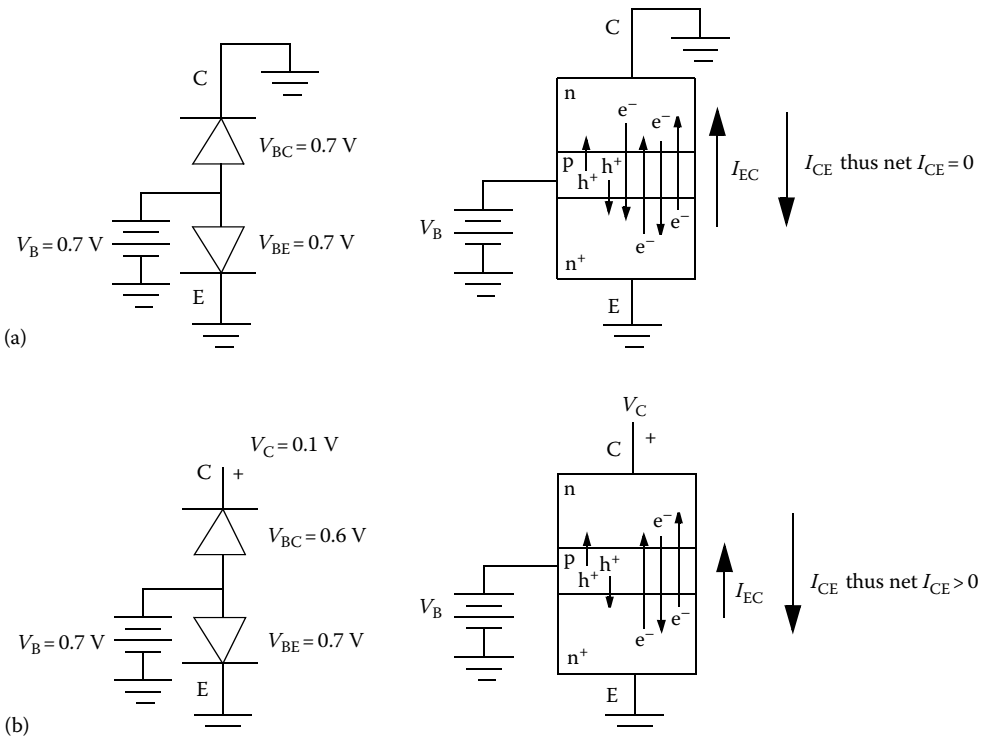 C
V_BC = 0.7 V
V_B = 0.7 V
V_BE = 0.7 V
E
C
n
e⁻
e⁻
p
h⁺
h⁺
V_B
e⁻
e⁻
n⁺
E
I_EC
I_CE thus net I_CE = 0
(a)
V_C = 0.1 V
C +
V_BC = 0.6 V
V_B = 0.7 V
V_BE = 0.7 V
E
V_C
C +
n
e⁻
p
h⁺
h⁺
V_B
e⁻
e⁻
n⁺
E
I_EC
I_CE thus net I_CE > 0
(b)